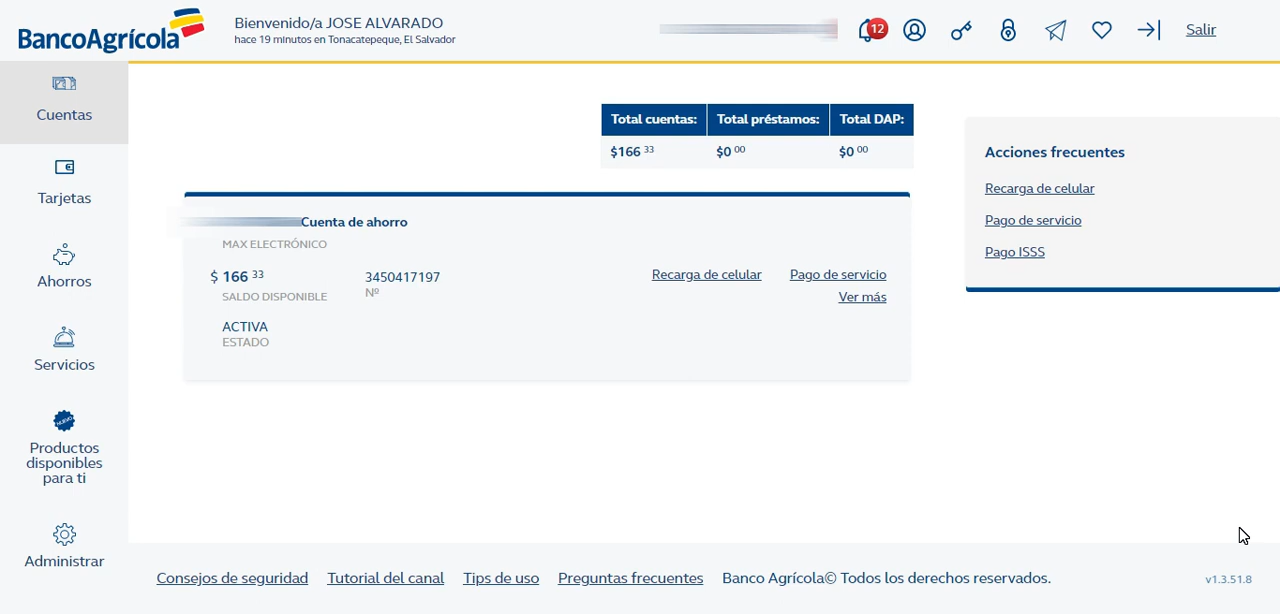 BancoAgrícola
Bienvenido/a JOSE ALVARADO
hace 19 minutos en Tonacatepeque, El Salvador
12
Salir
Cuentas
Tarjetas
Ahorros
Servicios
NUEVO
Productos
disponibles
para ti
Administrar
Total cuentas: Total préstamos: Total DAP:
$166 33 $0 00 $0 00
Cuenta de ahorro
MAX ELECTRÓNICO
$ 166 33
SALDO DISPONIBLE
3450417197
Nº
ACTIVA
ESTADO
Recarga de celular Pago de servicio
Ver más
Acciones frecuentes
Recarga de celular
Pago de servicio
Pago ISSS
Consejos de seguridad Tutorial del canal Tips de uso Preguntas frecuentes Banco Agrícola© Todos los derechos reservados. v1.3.51.8